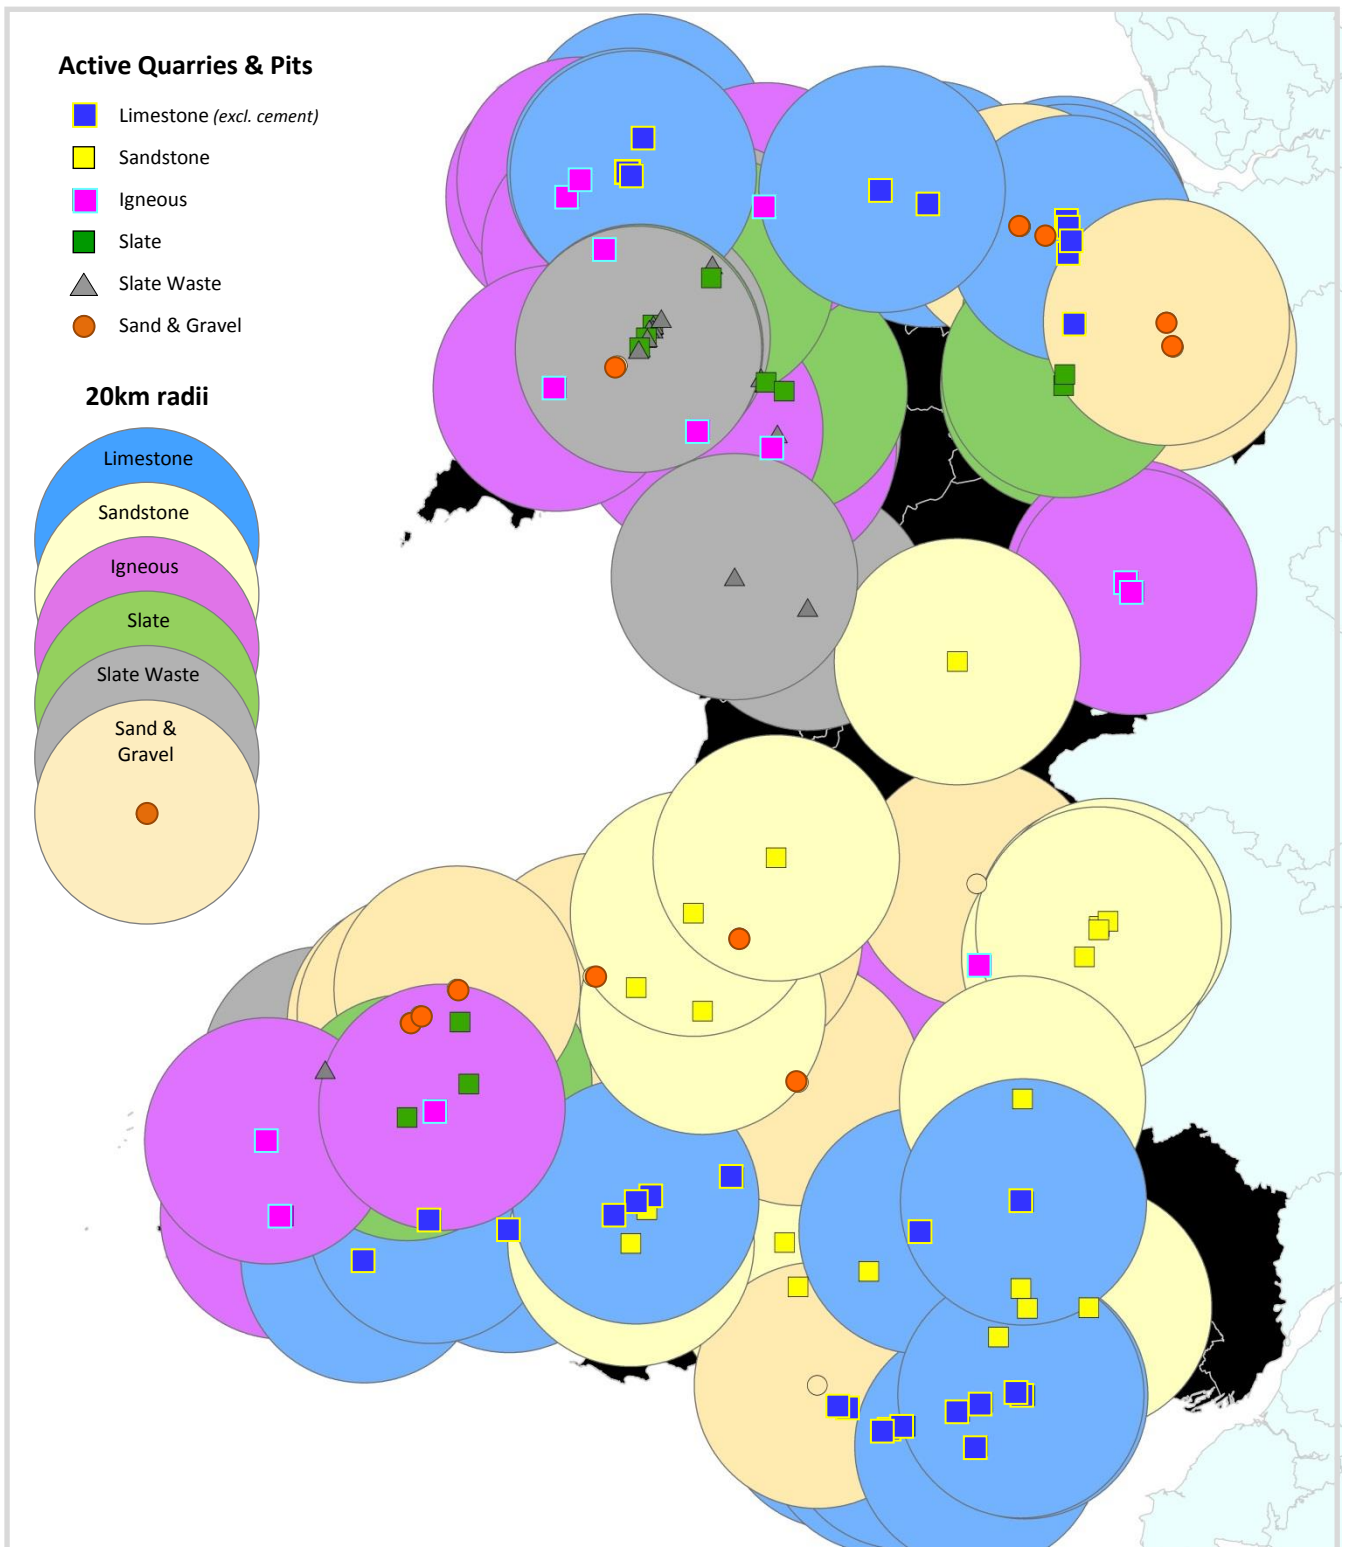 Active Quarries & Pits
Limestone (excl. cement)
Sandstone
Igneous
Slate
Slate Waste
Sand & Gravel
20km radii
Limestone
Sandstone
Igneous
Slate
Slate Waste
Sand &
Gravel